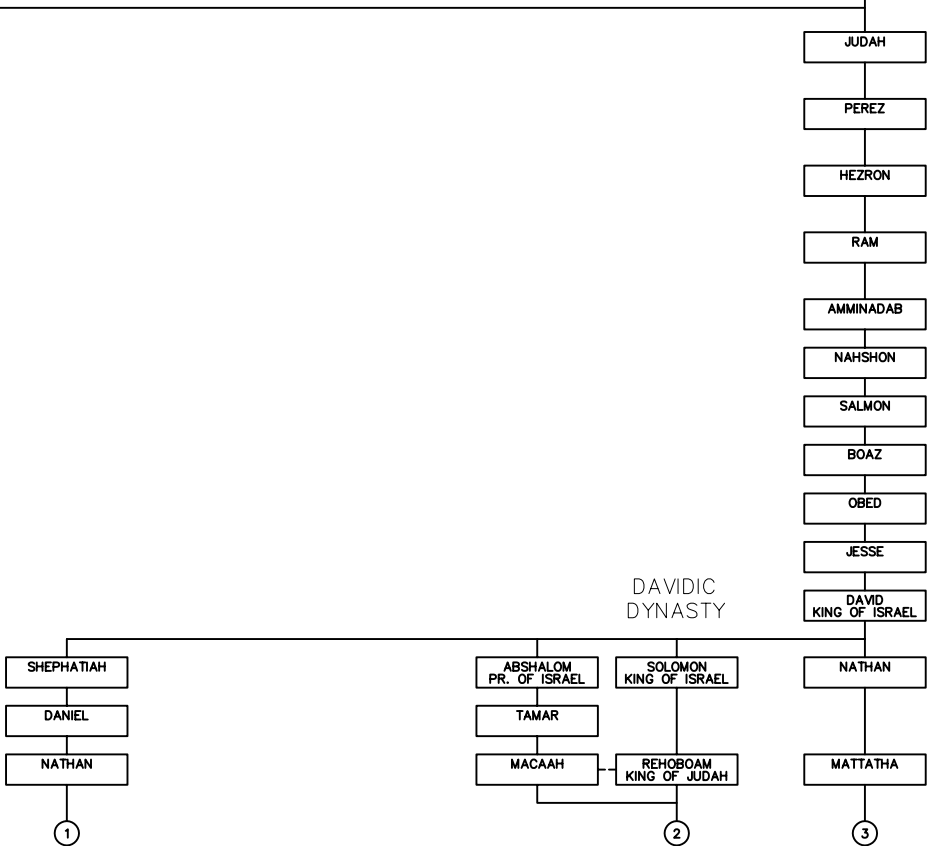 JUDAH
PEREZ
HEZRON
RAM
AMMINADAB
NAHSHON
SALMON
BOAZ
OBED
JESSE
DAVIDIC
DYNASTY
DAVID
KING OF ISRAEL
SHEPHATIAH
ABSHALOM
PR. OF ISRAEL
SOLOMON
KING OF ISRAEL
NATHAN
DANIEL
TAMAR
NATHAN
MACAAH
REHOBOAM
KING OF JUDAH
MATTATHA
1
2
3